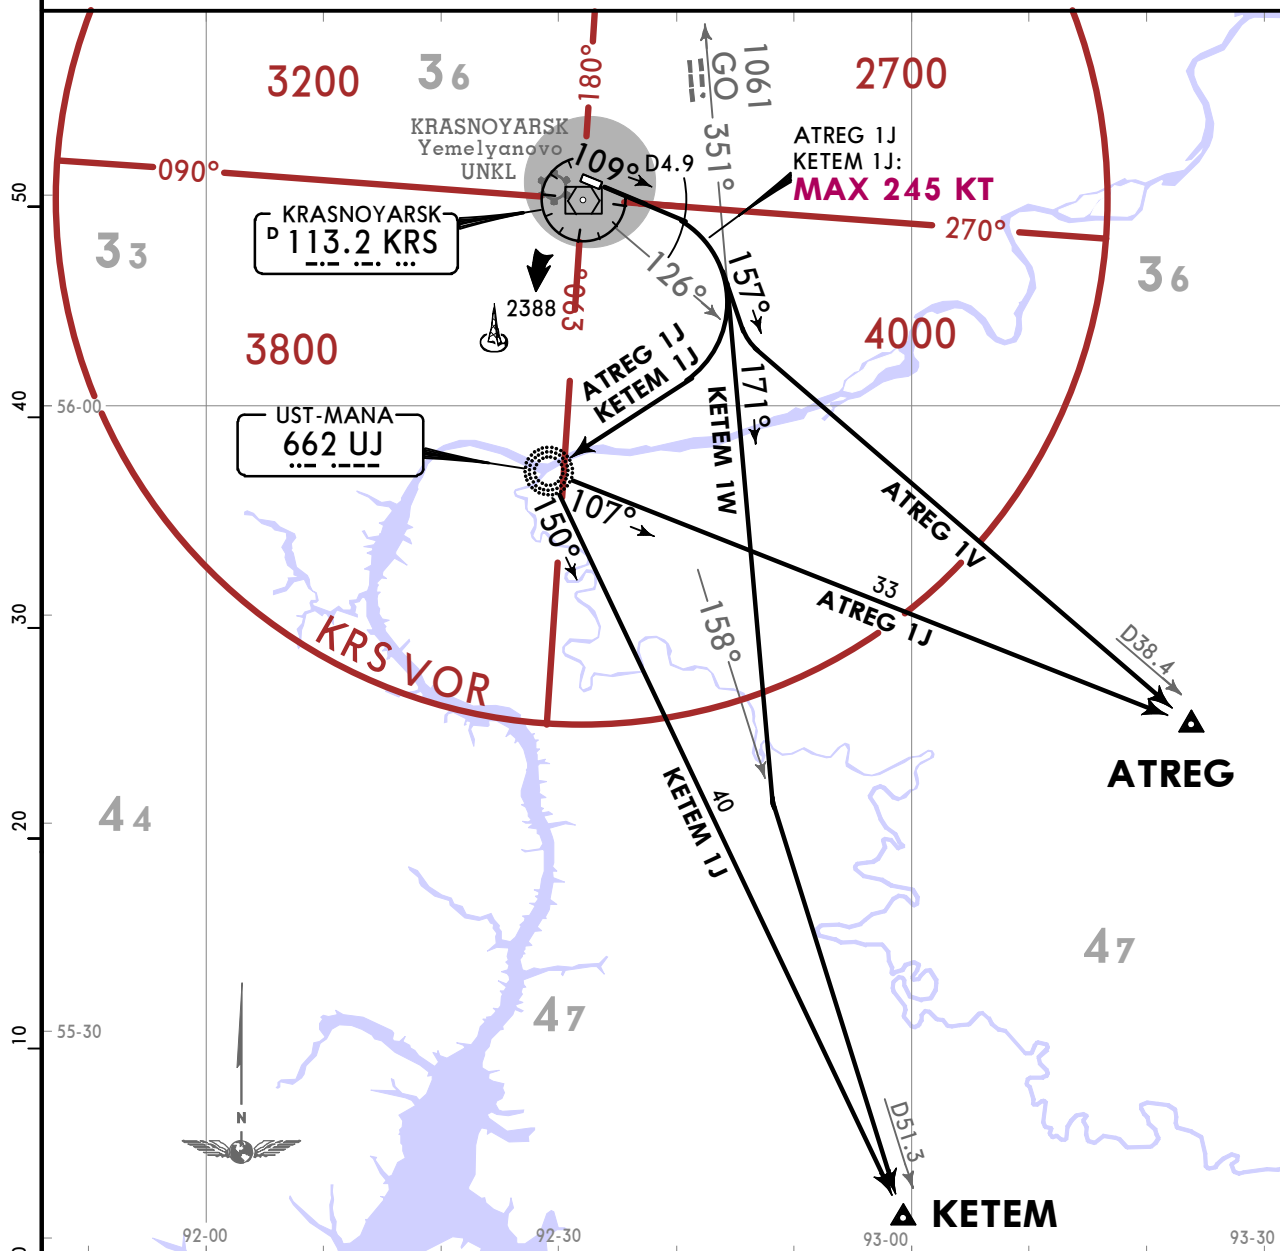 3200
36
180°
1061
GO
351°
2700
KRASNOYARSK
Yemelyanovo
UNKL
109°
D4.9
ATREG 1J
KETEM 1J:
MAX 245 KT
090°
270°
50
KRASNOYARSK
D 113.2 KRS
33
36
126°
157°
2388
360°
3800
4000
ATREG 1J
KETEM 1J
171°
KETEM 1W
40
56-00
UST-MANA
662 UJ
107°
150°
ATREG 1V
33
ATREG 1J
30
158°
D38.4
KRS VOR
ATREG
40
KETEM 1J
44
20
47
47
10
55-30
N
D51.3
KETEM
92-00
92-30
93-00
93-30
0